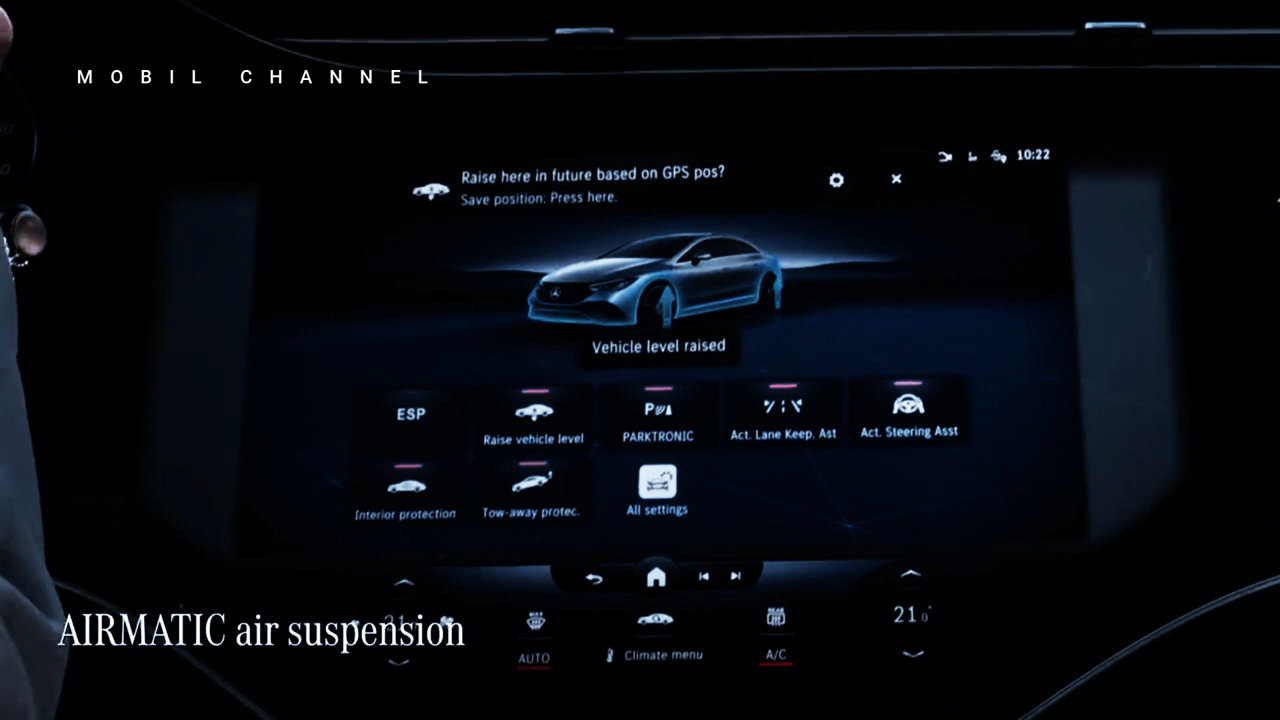 MOBIL CHANNEL
10:22
Raise here in future based on GPS pos?
Save position: Press here.
Vehicle level raised
ESP
Raise vehicle level
PARKTRONIC
Act. Lane Keep. Ast
Act. Steering Asst
Interior protection
Tow-away protec.
All settings
21.0°
AIRMATIC air suspension
AUTO
Climate menu
A/C